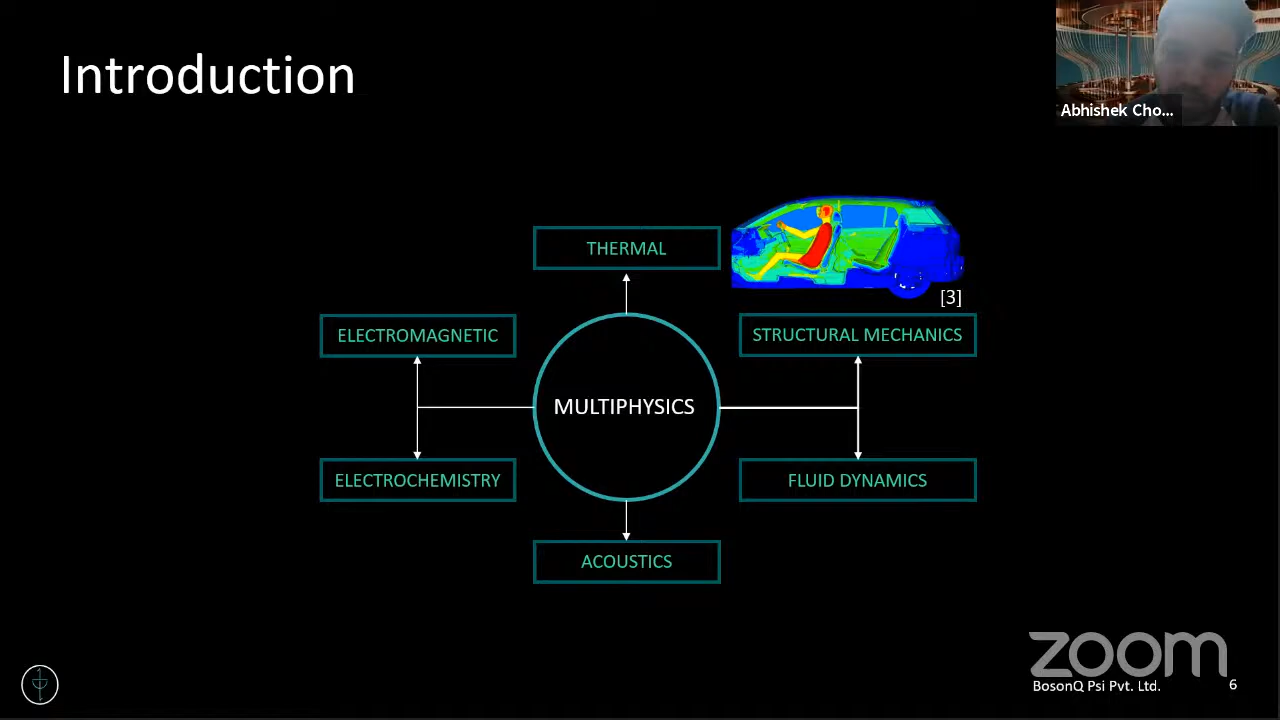 Introduction
Abhishek Cho...
THERMAL
[3]
ELECTROMAGNETIC
STRUCTURAL MECHANICS
MULTIPHYSICS
ELECTROCHEMISTRY
FLUID DYNAMICS
ACOUSTICS
zoom
BosonQ Psi Pvt. Ltd.
6